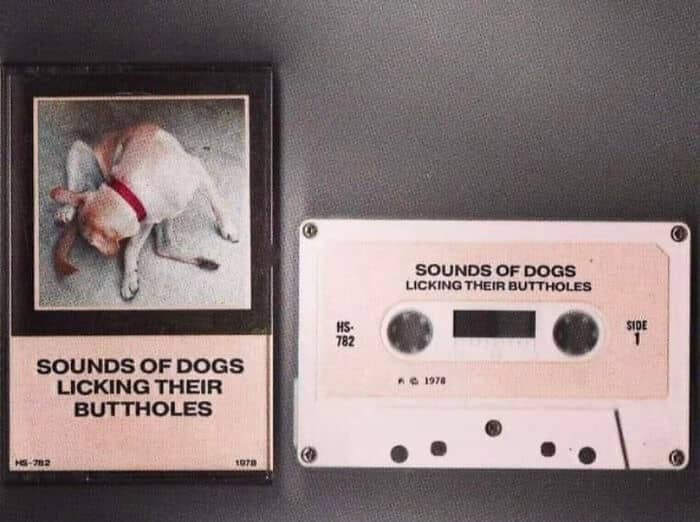 SOUNDS OF DOGS
LICKING THEIR
BUTTHOLES
HS-782
1978
SOUNDS OF DOGS
LICKING THEIR BUTTHOLES
HS-
782
SIDE
1
℗ © 1978